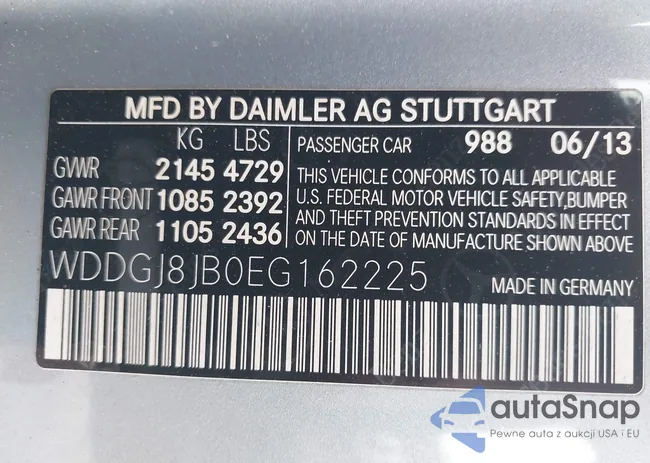 MFD BY DAIMLER AG STUTTGART
KG LBS
GWWR 2145 4729
GAWR FRONT 1085 2392
GAWR REAR 1105 2436
PASSENGER CAR 988 06/13
THIS VEHICLE CONFORMS TO ALL APPLICABLE
U.S. FEDERAL MOTOR VEHICLE SAFETY,BUMPER
AND THEFT PREVENTION STANDARDS IN EFFECT
ON THE DATE OF MANUFACTURE SHOWN ABOVE.
WDDGJ8JB0EG162225
MADE IN GERMANY
autaSnap
Pewne auta z aukcji USA i EU